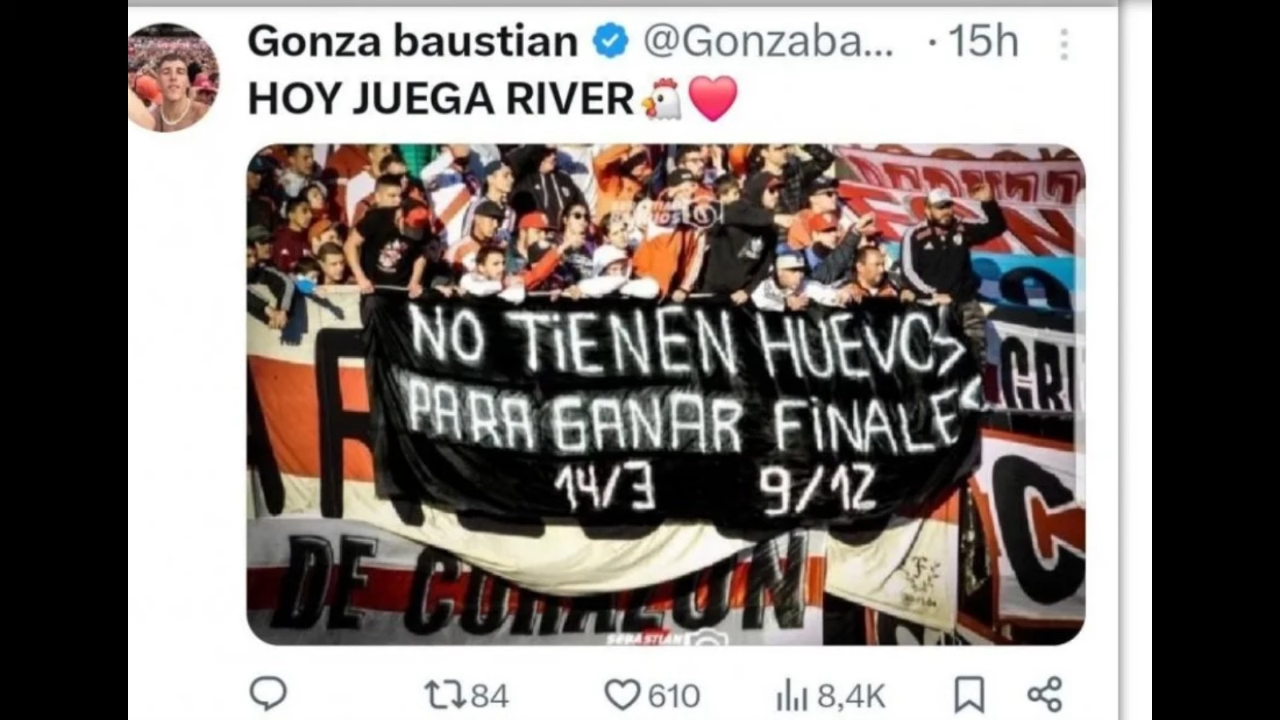 Gonza baustian @Gonzaba... · 15h
HOY JUEGA RIVER🐔❤️
NO TIENEN HUEVOS
PARA GANAR FINALES
14/3 9/12
DE CORAZON
SEBASTIAN
84 610 8,4K